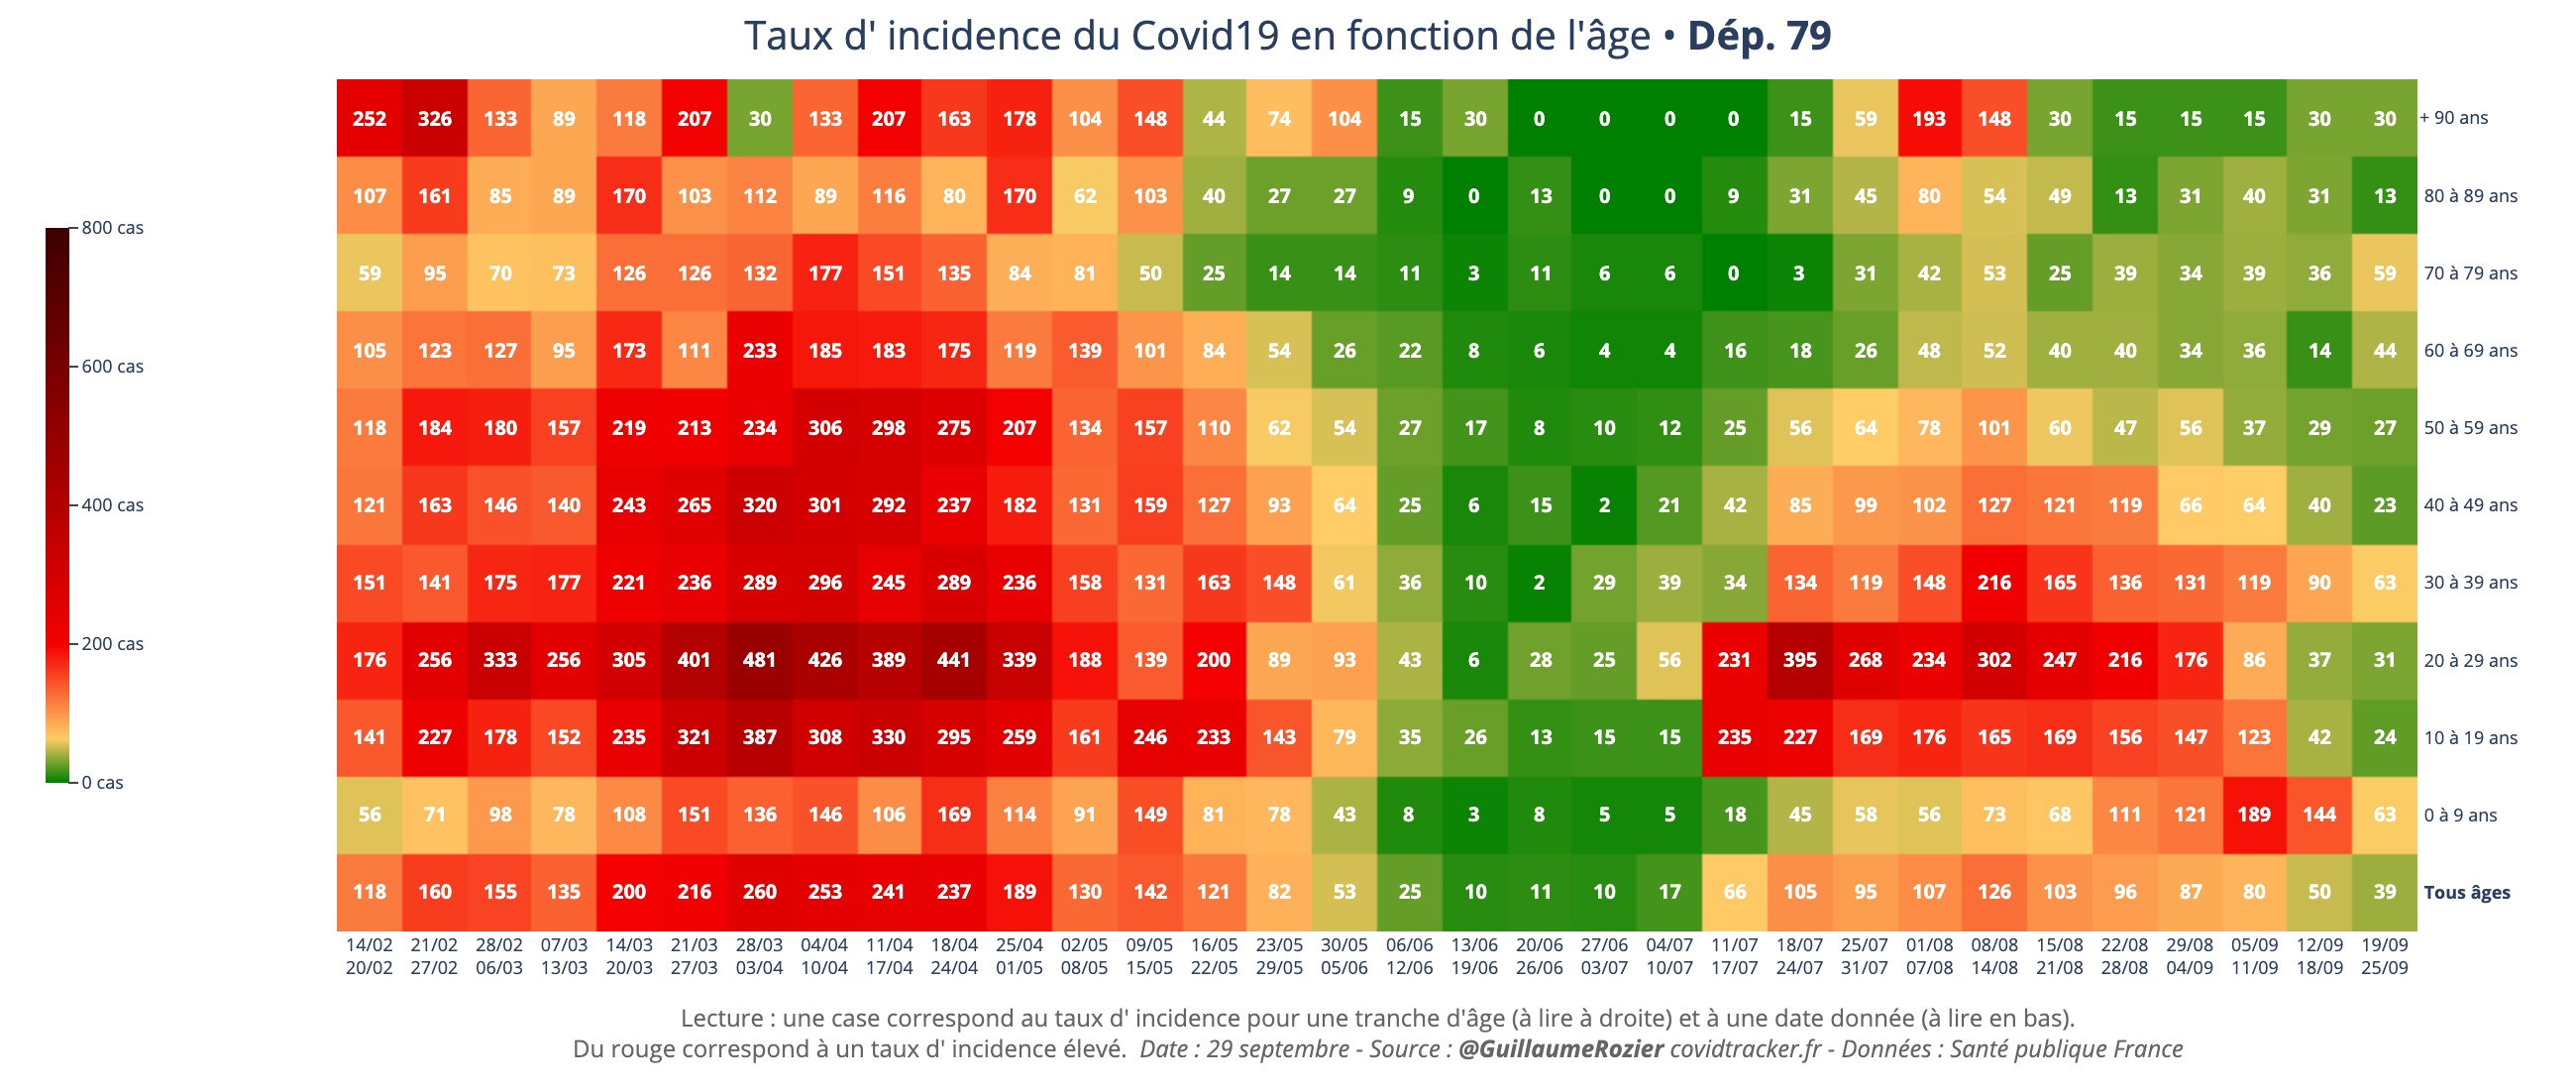 Taux d' incidence du Covid19 en fonction de l'âge • Dép. 79
252 326 133 89 118 207 30 133 207 163 178 104 148 44 74 104 15 30 0 0 0 0 15 59 193 148 30 15 15 15 30 30 + 90 ans
107 161 85 89 170 103 112 89 116 80 170 62 103 40 27 27 9 0 13 0 0 9 31 45 80 54 49 13 31 40 31 13 80 à 89 ans
800 cas
59 95 70 73 126 126 132 177 151 135 84 81 50 25 14 14 11 3 11 6 6 0 3 31 42 53 25 39 34 39 36 59 70 à 79 ans
105 123 127 95 173 111 233 185 183 175 119 139 101 84 54 26 22 8 6 4 4 16 18 26 48 52 40 40 34 36 14 44 60 à 69 ans
600 cas
118 184 180 157 219 213 234 306 298 275 207 134 157 110 62 54 27 17 8 10 12 25 56 64 78 101 60 47 56 37 29 27 50 à 59 ans
400 cas
121 163 146 140 243 265 320 301 292 237 182 131 159 127 93 64 25 6 15 2 21 42 85 99 102 127 121 119 66 64 40 23 40 à 49 ans
151 141 175 177 221 236 289 296 245 289 236 158 131 163 148 61 36 10 2 29 39 34 134 119 148 216 165 136 131 119 90 63 30 à 39 ans
200 cas
176 256 333 256 305 401 481 426 389 441 339 188 139 200 89 93 43 6 28 25 56 231 395 268 234 302 247 216 176 86 37 31 20 à 29 ans
141 227 178 152 235 321 387 308 330 295 259 161 246 233 143 79 35 26 13 15 15 235 227 169 176 165 169 156 147 123 42 24 10 à 19 ans
0 cas
56 71 98 78 108 151 136 146 106 169 114 91 149 81 78 43 8 3 8 5 5 18 45 58 56 73 68 111 121 189 144 63 0 à 9 ans
118 160 155 135 200 216 260 253 241 237 189 130 142 121 82 53 25 10 11 10 17 66 105 95 107 126 103 96 87 80 50 39 Tous âges
14/02 21/02 28/02 07/03 14/03 21/03 28/03 04/04 11/04 18/04 25/04 02/05 09/05 16/05 23/05 30/05 06/06 13/06 20/06 27/06 04/07 11/07 18/07 25/07 01/08 08/08 15/08 22/08 29/08 05/09 12/09 19/09
20/02 27/02 06/03 13/03 20/03 27/03 03/04 10/04 17/04 24/04 01/05 08/05 15/05 22/05 29/05 05/06 12/06 19/06 26/06 03/07 10/07 17/07 24/07 31/07 07/08 14/08 21/08 28/08 04/09 11/09 18/09 25/09
Lecture : une case correspond au taux d' incidence pour une tranche d'âge (à lire à droite) et à une date donnée (à lire en bas).
Du rouge correspond à un taux d' incidence élevé. Date : 29 septembre - Source : @GuillaumeRozier covidtracker.fr - Données : Santé publique France